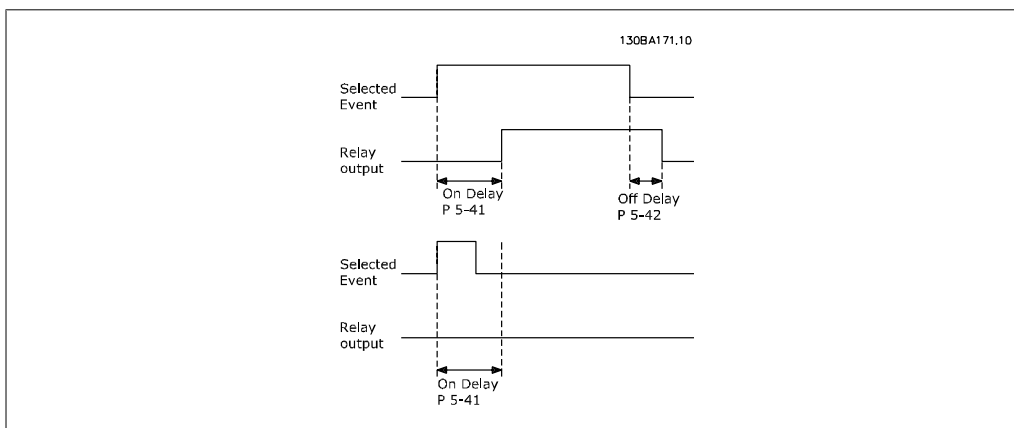 130BA171.10
Selected
Event
Relay
output
On Delay
P 5-41
Off Delay
P 5-42
Selected
Event
Relay
output
On Delay
P 5-41